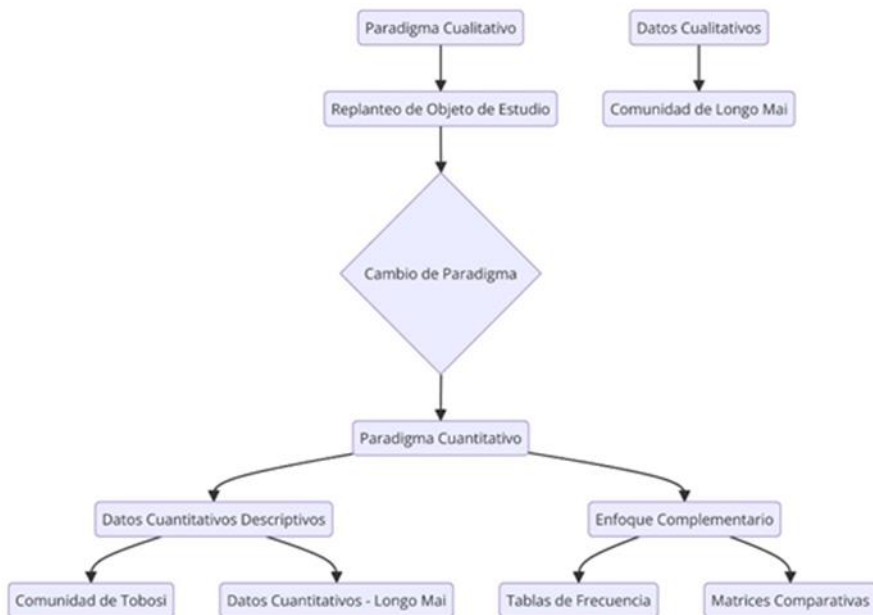 Paradigma Cualitativo
Datos Cualitativos
Replanteo de Objeto de Estudio
Comunidad de Longo Mai
Cambio de Paradigma
Paradigma Cuantitativo
Datos Cuantitativos Descriptivos
Enfoque Complementario
Comunidad de Tobosi
Datos Cuantitativos - Longo Mai
Tablas de Frecuencia
Matrices Comparativas